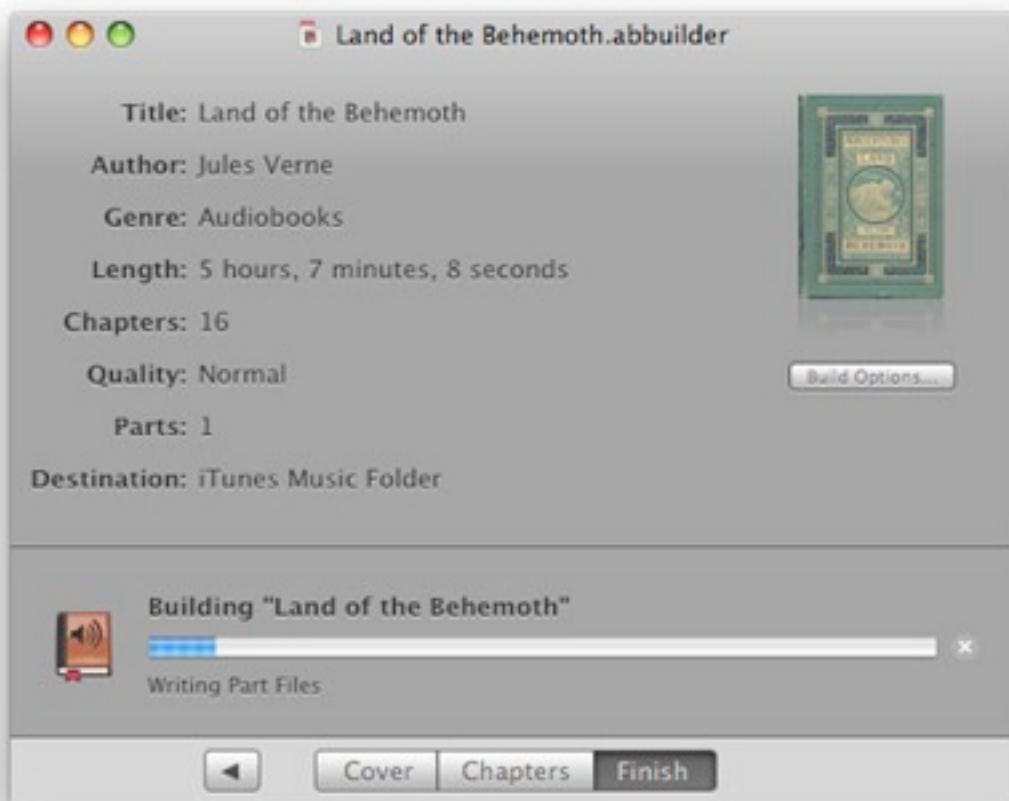 Land of the Behemoth.abbuilder
Title: Land of the Behemoth
Author: Jules Verne
Genre: Audiobooks
Length: 5 hours, 7 minutes, 8 seconds
Chapters: 16
Quality: Normal
Parts: 1
Destination: iTunes Music Folder
LAND
BEHEMOTH
Build Options...
Building "Land of the Behemoth"
Writing Part Files
Cover
Chapters
Finish